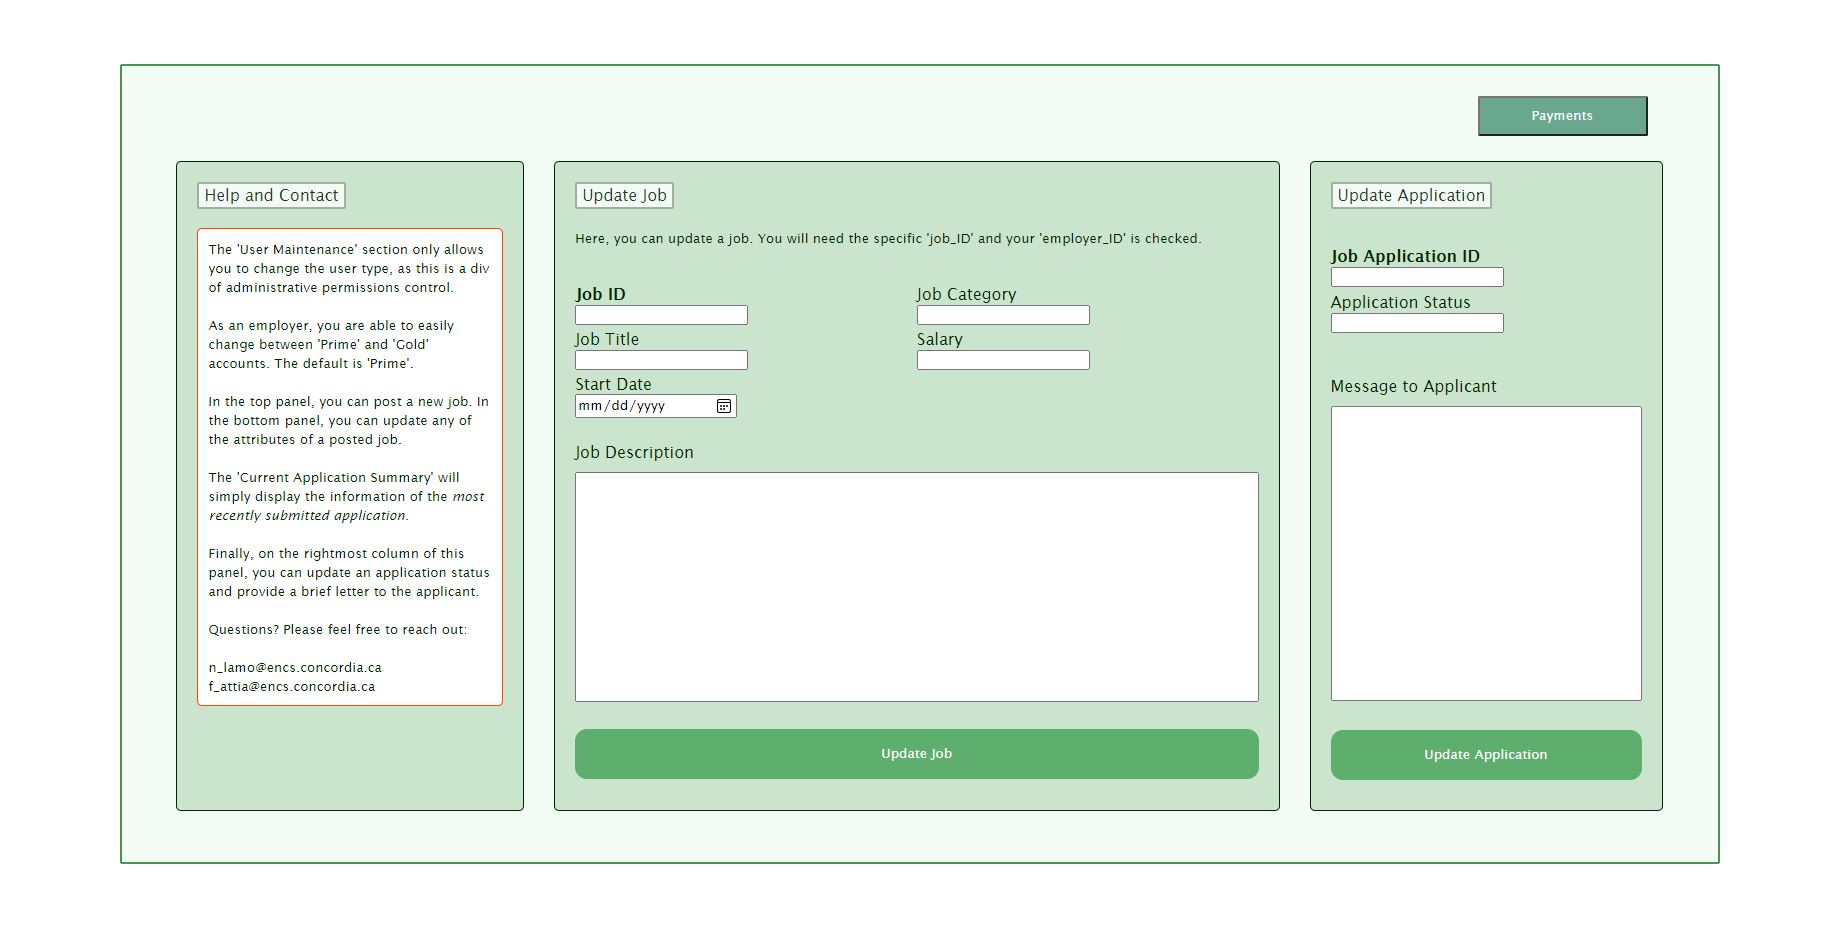 Payments
Help and Contact
The 'User Maintenance' section only allows
you to change the user type, as this is a div
of administrative permissions control.
As an employer, you are able to easily
change between 'Prime' and 'Gold'
accounts. The default is 'Prime'.
In the top panel, you can post a new job. In
the bottom panel, you can update any of
the attributes of a posted job.
The 'Current Application Summary' will
simply display the information of the most
recently submitted application.
Finally, on the rightmost column of this
panel, you can update an application status
and provide a brief letter to the applicant.
Questions? Please feel free to reach out:
n_lamo@encs.concordia.ca
f_attia@encs.concordia.ca
Update Job
Here, you can update a job. You will need the specific 'job_ID' and your 'employer_ID' is checked.
Job ID
Job Category
Job Title
Salary
Start Date
mm/dd/yyyy
Job Description
Update Job
Update Application
Job Application ID
Application Status
Message to Applicant
Update Application